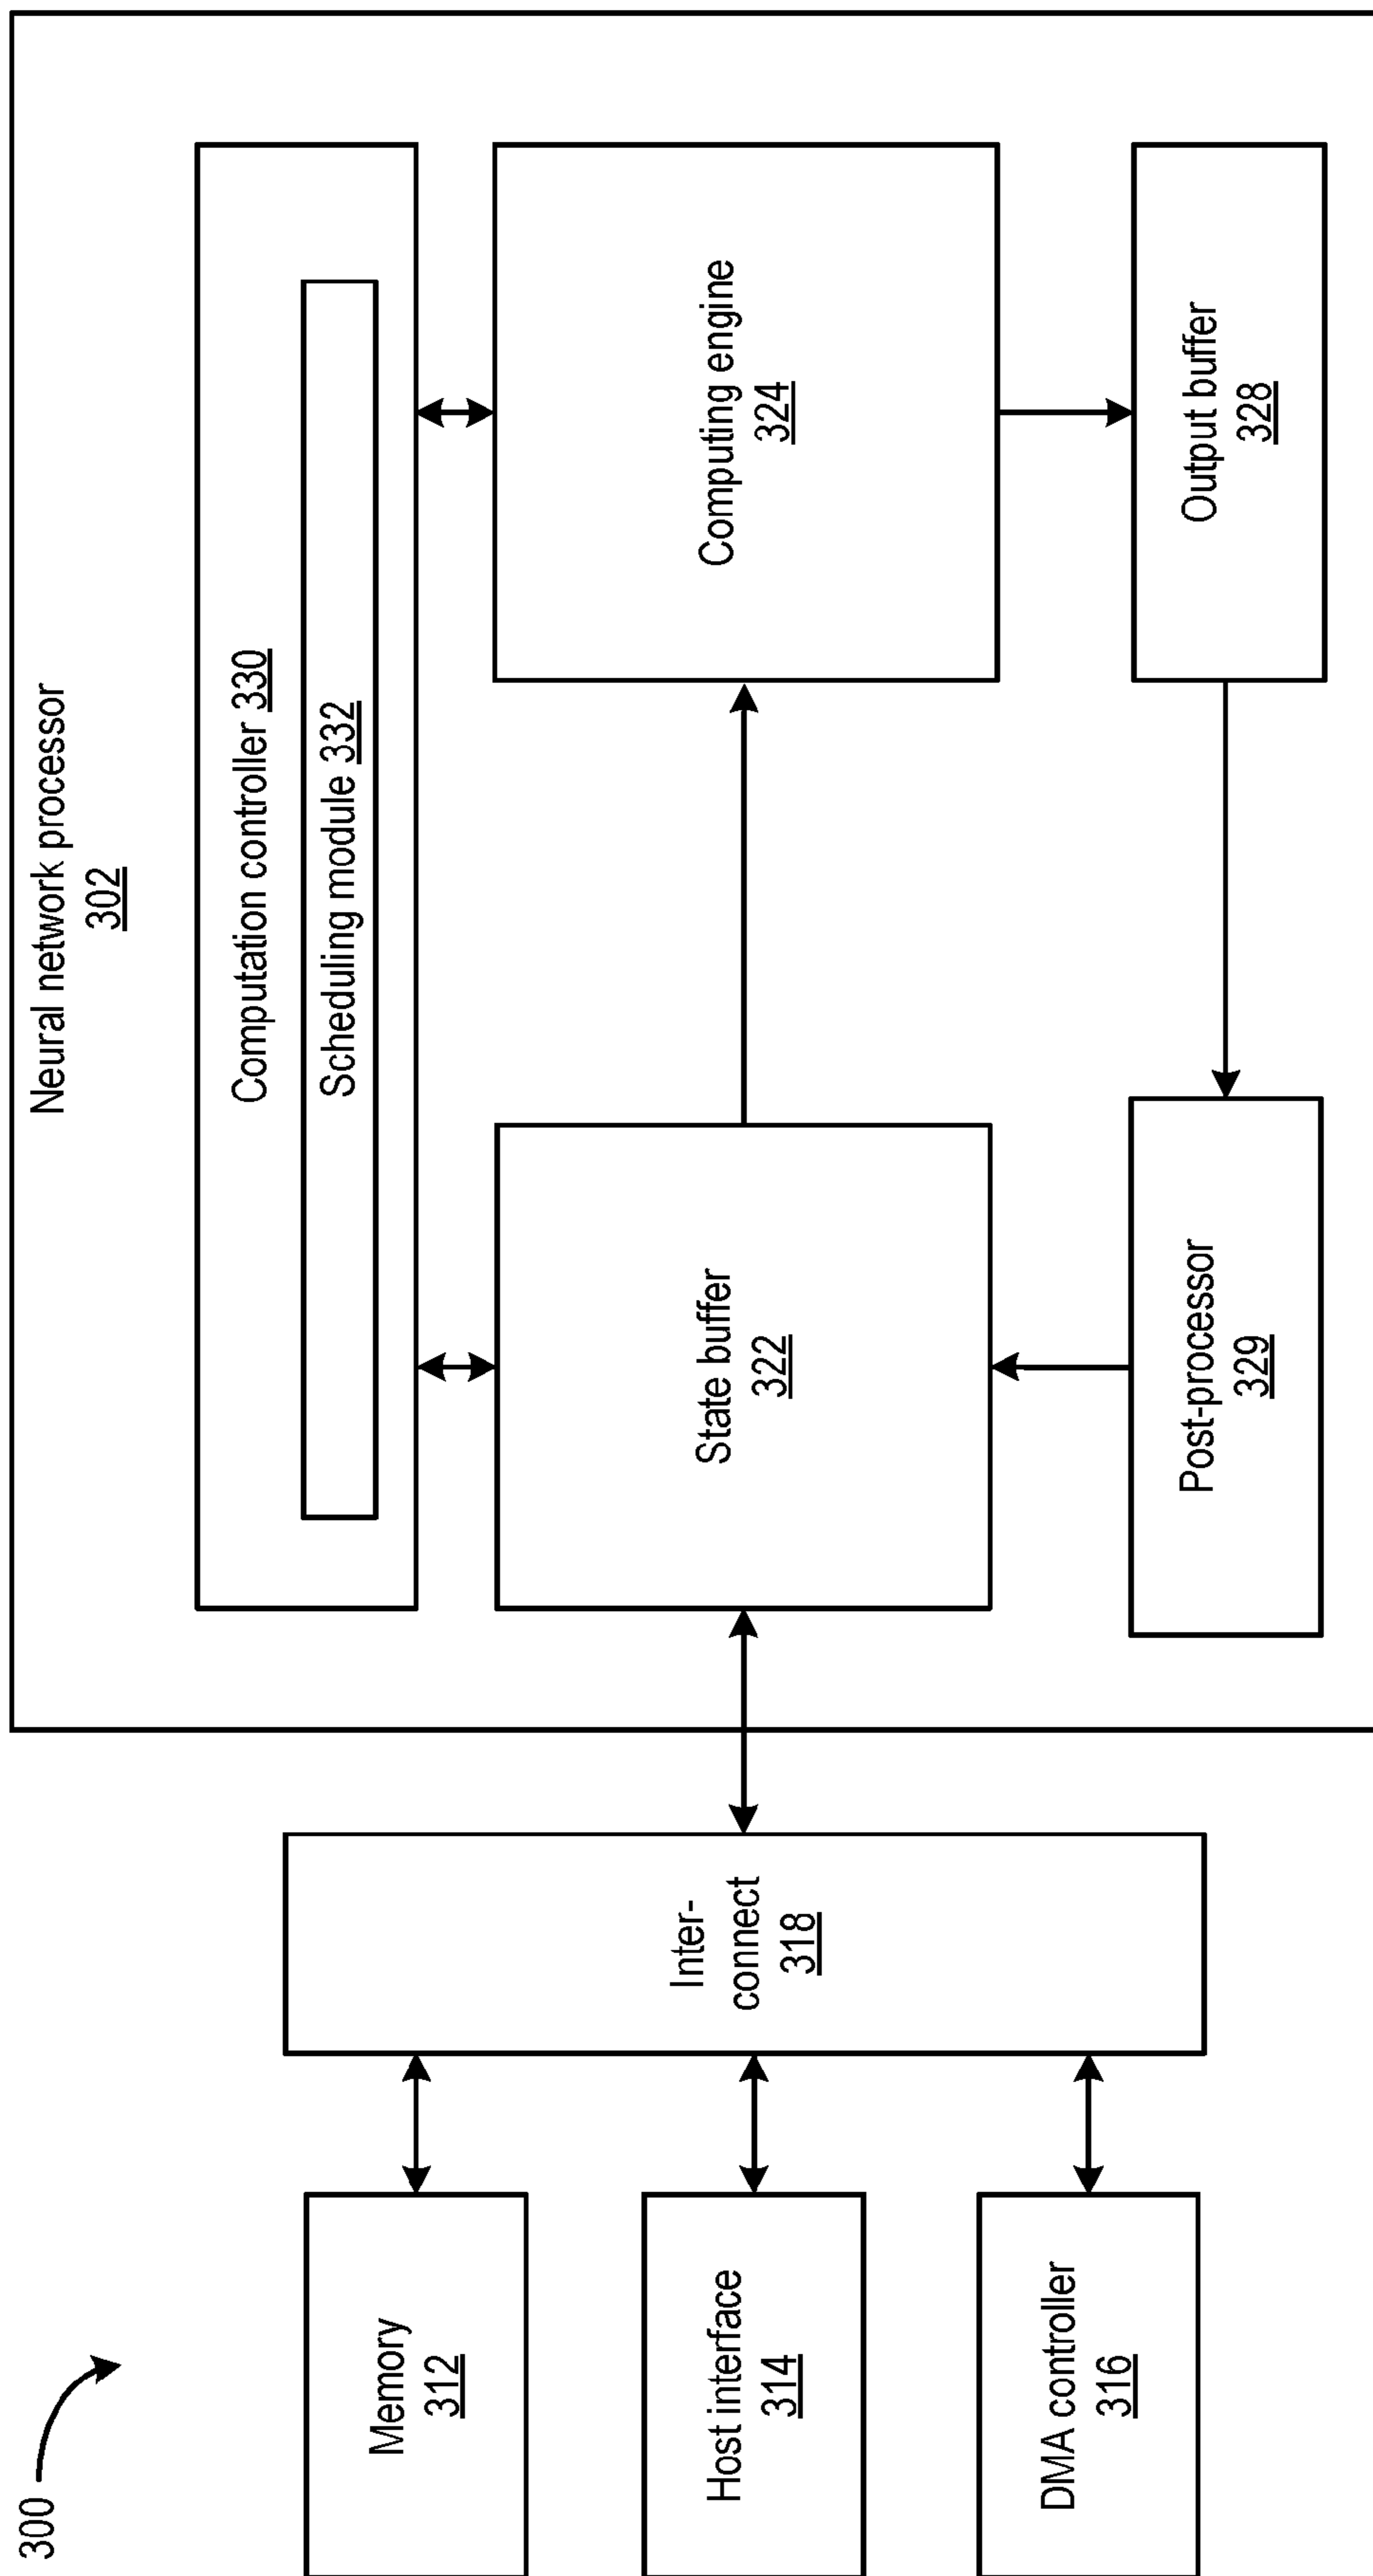 300
Neural network processor
302
Computation controller 330
Scheduling module 332
Memory
312
Host interface
314
DMA controller
316
Inter-
connect
318
State buffer
322
Computing engine
324
Post-processor
329
Output buffer
328